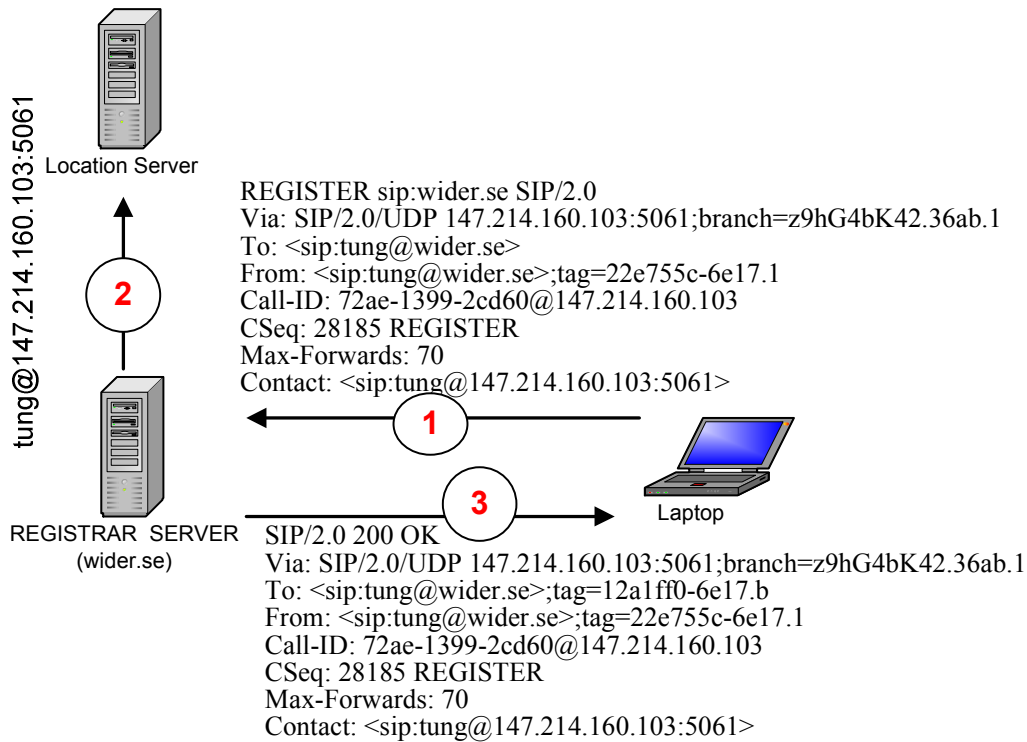 tung@147.214.160.103:5061
Location Server
REGISTER sip:wider.se SIP/2.0
Via: SIP/2.0/UDP 147.214.160.103:5061;branch=z9hG4bK42.36ab.1
To: <sip:tung@wider.se>
From: <sip:tung@wider.se>;tag=22e755c-6e17.1
Call-ID: 72ae-1399-2cd60@147.214.160.103
CSeq: 28185 REGISTER
Max-Forwards: 70
Contact: <sip:tung@147.214.160.103:5061>
2
1
3
Laptop
REGISTRAR SERVER
(wider.se)
SIP/2.0 200 OK
Via: SIP/2.0/UDP 147.214.160.103:5061;branch=z9hG4bK42.36ab.1
To: <sip:tung@wider.se>;tag=12a1ff0-6e17.b
From: <sip:tung@wider.se>;tag=22e755c-6e17.1
Call-ID: 72ae-1399-2cd60@147.214.160.103
CSeq: 28185 REGISTER
Max-Forwards: 70
Contact: <sip:tung@147.214.160.103:5061>